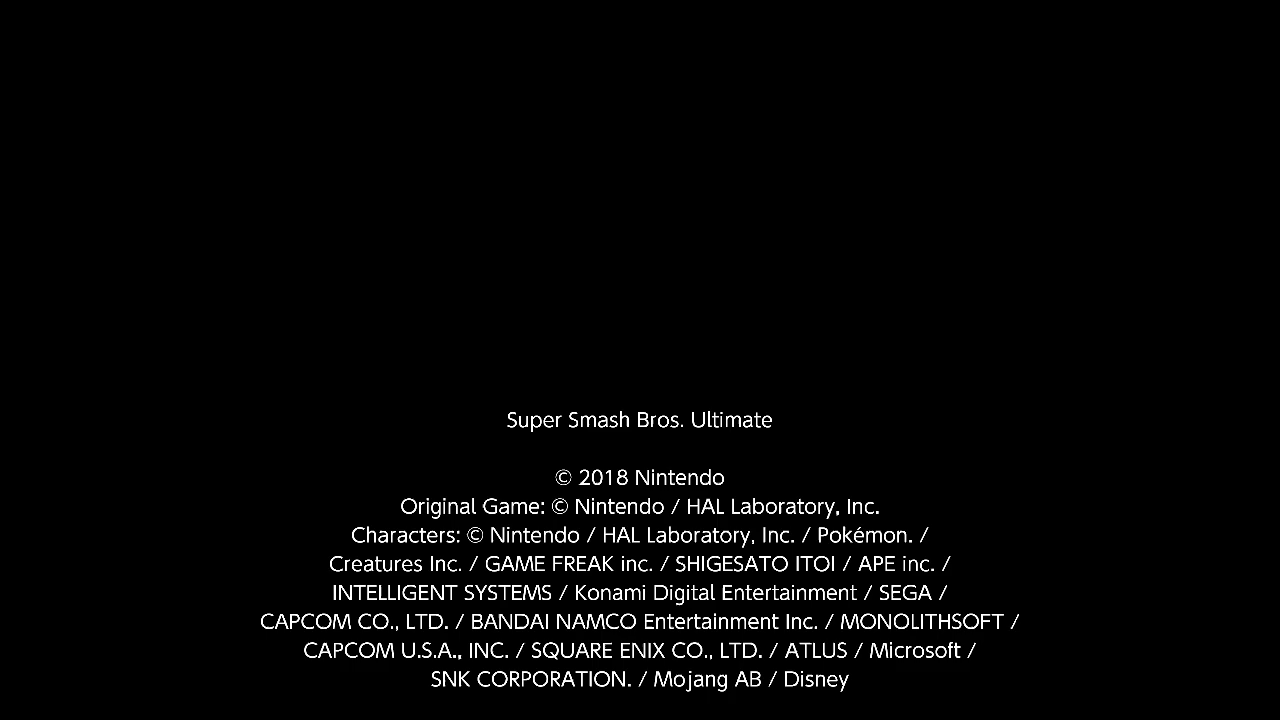 Super Smash Bros. Ultimate
© 2018 Nintendo
Original Game: © Nintendo / HAL Laboratory, Inc.
Characters: © Nintendo / HAL Laboratory, Inc. / Pokémon. /
Creatures Inc. / GAME FREAK inc. / SHIGESATO ITOI / APE inc. /
INTELLIGENT SYSTEMS / Konami Digital Entertainment / SEGA /
CAPCOM CO., LTD. / BANDAI NAMCO Entertainment Inc. / MONOLITHSOFT /
CAPCOM U.S.A., INC. / SQUARE ENIX CO., LTD. / ATLUS / Microsoft /
SNK CORPORATION. / Mojang AB / Disney